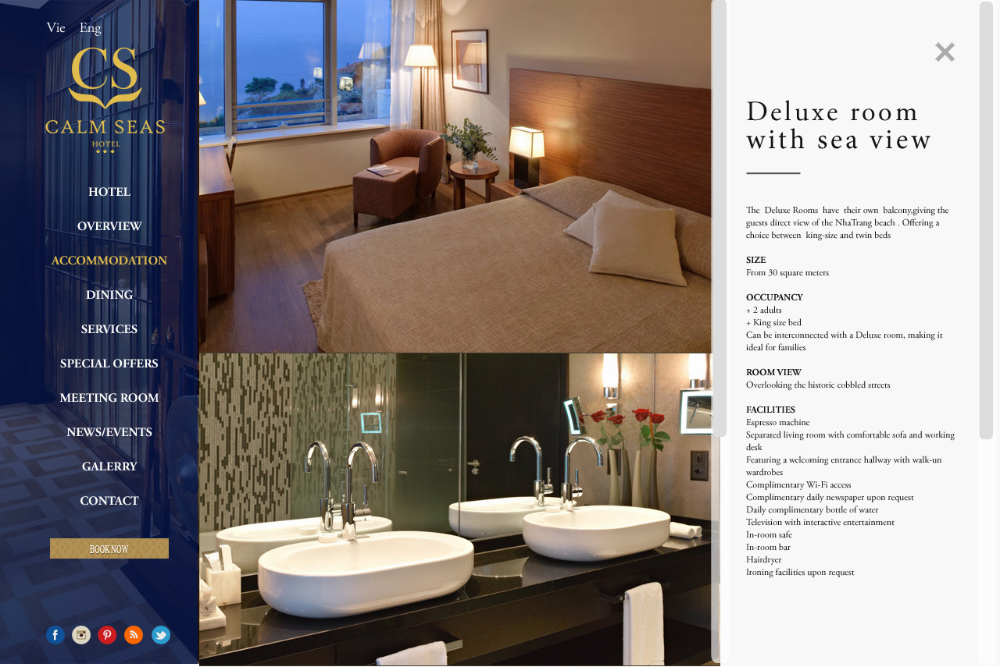 Vie Eng
CS
CALM SEAS
HOTEL
HOTEL
OVERVIEW
ACCOMMODATION
DINING
SERVICES
SPECIAL OFFERS
MEETING ROOM
NEWS/EVENTS
GALERRY
CONTACT
BOOK NOW
Deluxe room
with sea view
The Deluxe Rooms have their own balcony,giving the
guests direct view of the NhaTrang beach . Offering a
choice between king-size and twin beds
SIZE
From 30 square meters
OCCUPANCY
+ 2 adults
+ King size bed
Can be interconnected with a Deluxe room, making it
ideal for families
ROOM VIEW
Overlooking the historic cobbled streets
FACILITIES
Espresso machine
Separated living room with comfortable sofa and working
desk
Featuring a welcoming entrance hallway with walk-un
wardrobes
Complimentary Wi-Fi access
Complimentary daily newspaper upon request
Daily complimentary bottle of water
Television with interactive entertainment
In-room safe
In-room bar
Hairdryer
Ironing facilities upon request